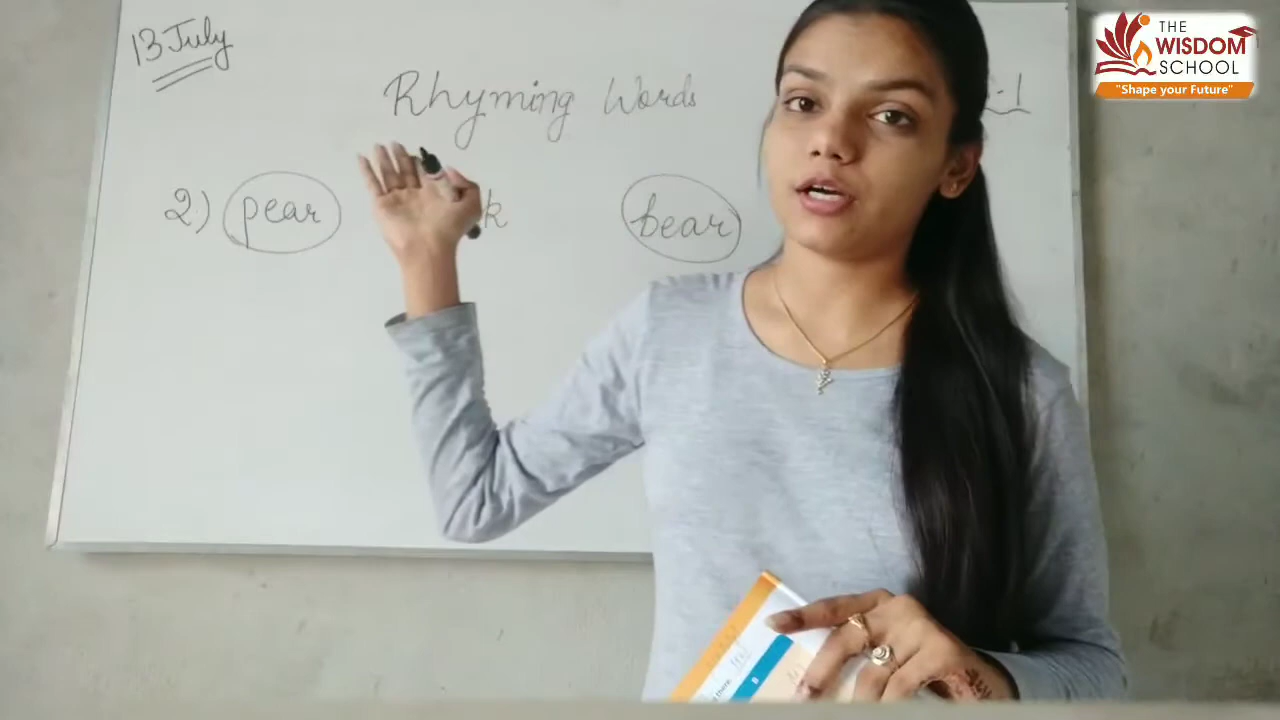 13 July
Rhyming Words
2) pear bear
THE
WISDOM
SCHOOL
"Shape your Future"